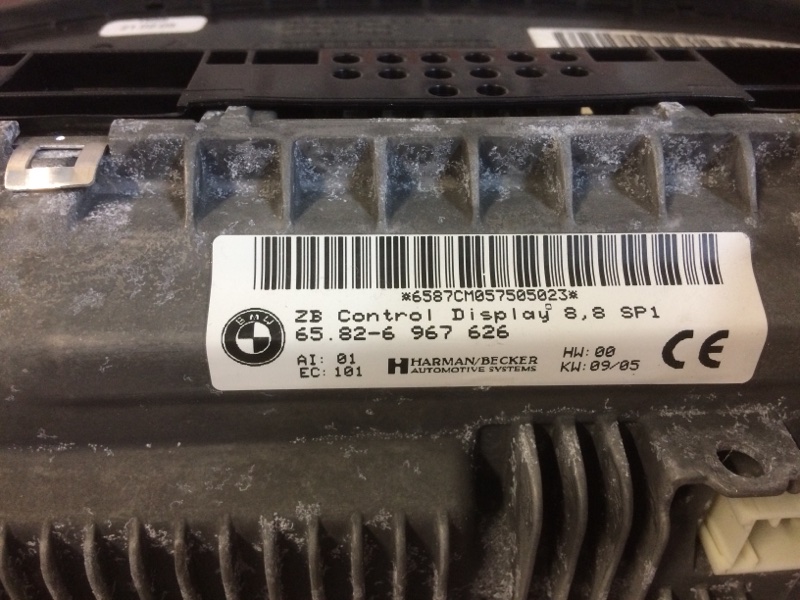 *6587CM057505023*
BMW
ZB Control Display 8,8 SP1
65.82-6 967 626
AI: 01
EC: 101
HARMAN/BECKER
AUTOMOTIVE SYSTEMS
HW: 00
KW: 09/05
CE